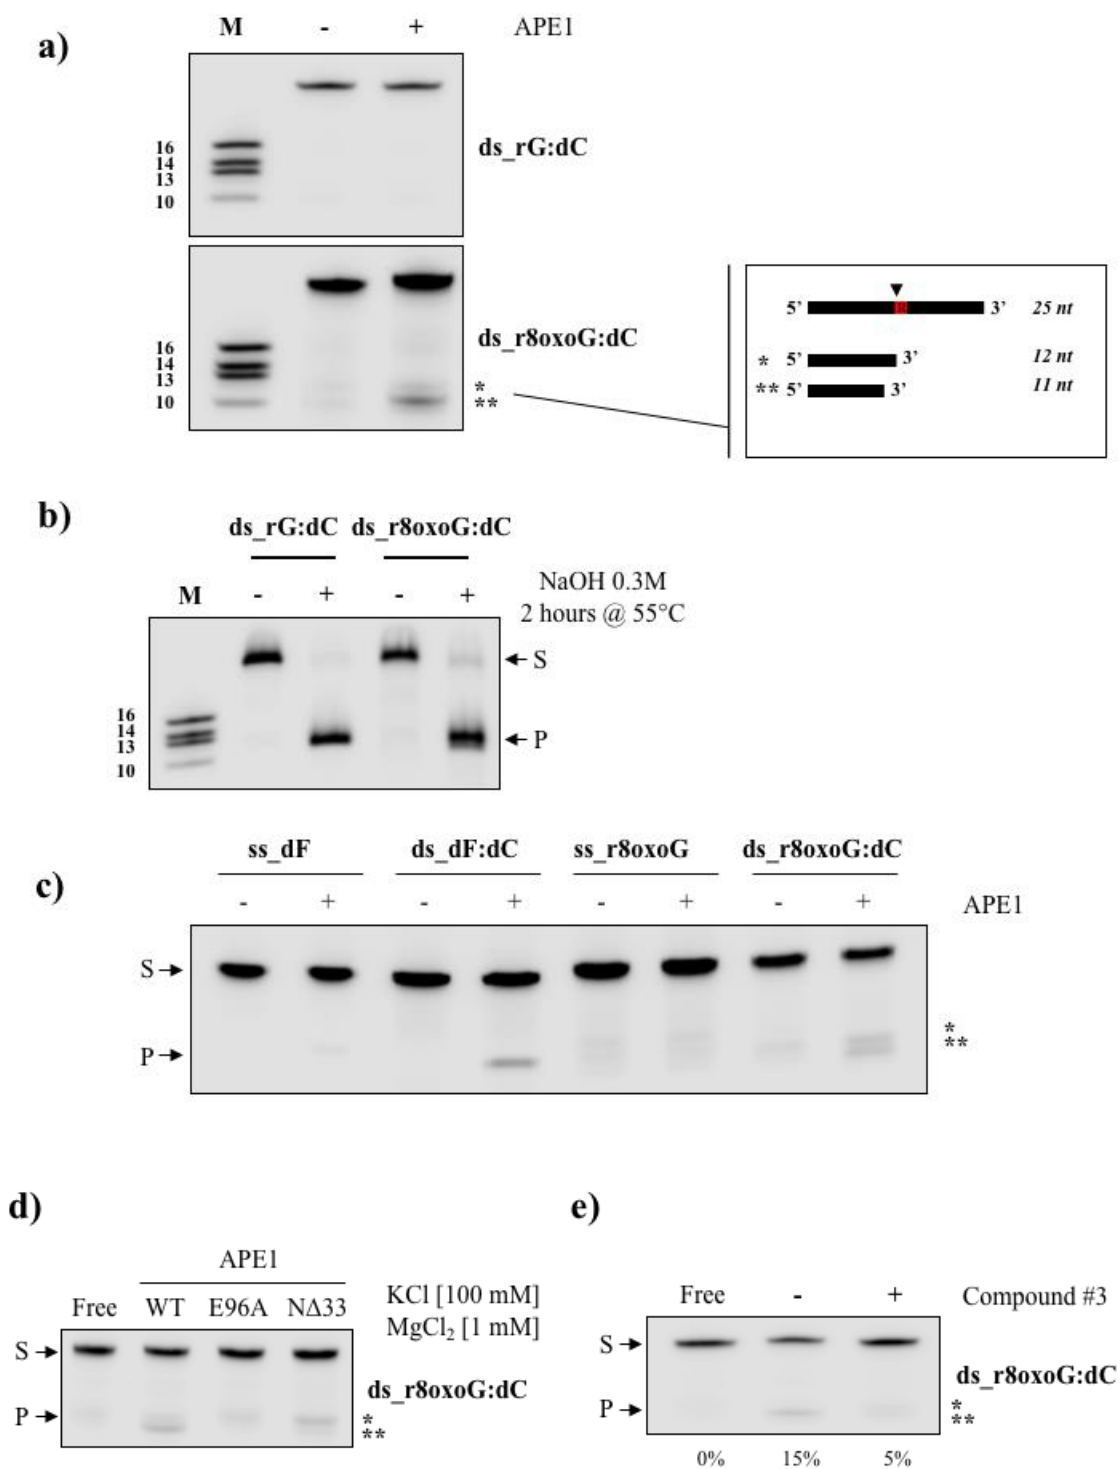 a)
M - + APE1
16
14
13
10
ds_rG:dC
16
14
13
10
ds_r8oxoG:dC
*
**
5' R 3' 25 nt
* 5' 3' 12 nt
** 5' 3' 11 nt
b)
ds_rG:dC ds_r8oxoG:dC
M - + - +
NaOH 0.3M
2 hours @ 55°C
S
16
14
13
10
P
c)
ss_dF ds_dF:dC ss_r8oxoG ds_r8oxoG:dC
- + - + - + - + APE1
S
P
*
**
d)
APE1
Free WT E96A NΔ33
KCl [100 mM]
MgCl₂ [1 mM]
S
ds_r8oxoG:dC
P
*
**
e)
Free - + Compound #3
S
ds_r8oxoG:dC
P
*
**
0% 15% 5%